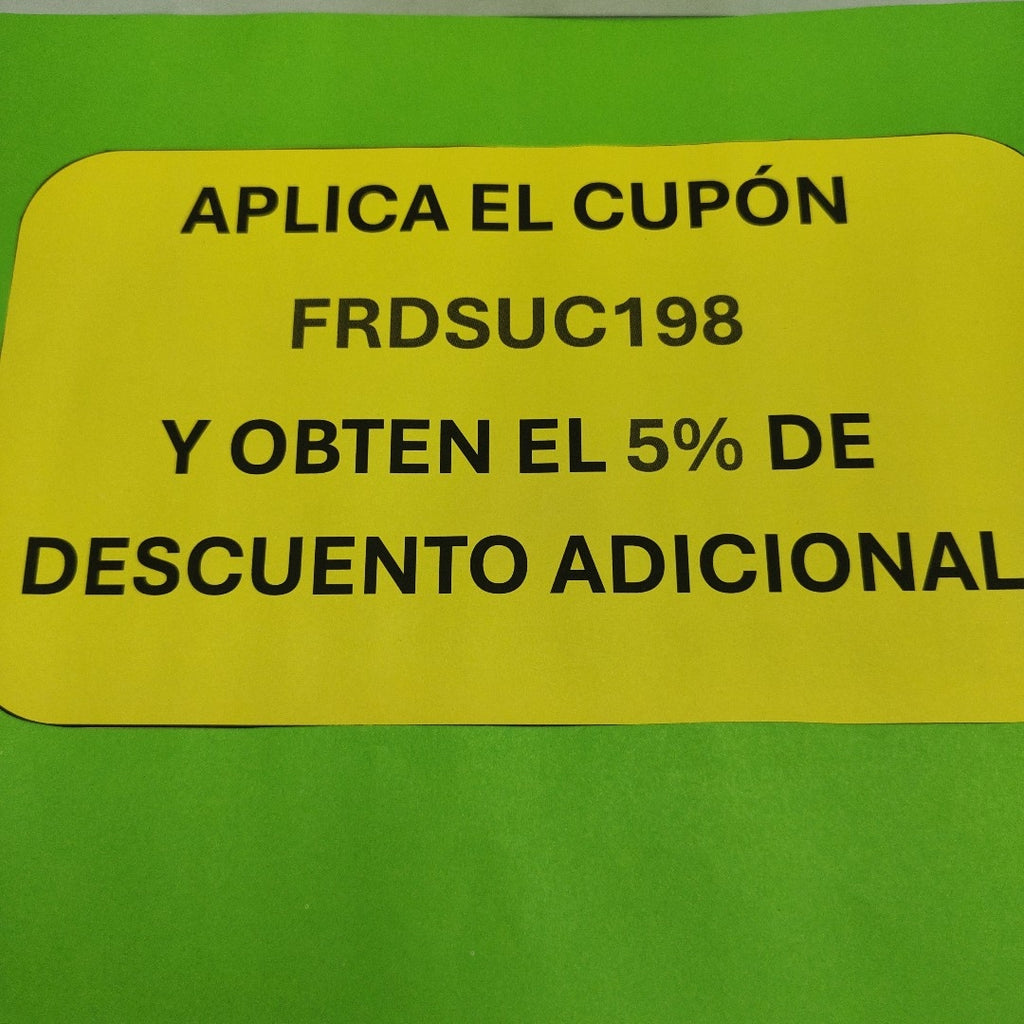 APLICA EL CUPÓN
FRDSUC198
Y OBTEN EL 5% DE
DESCUENTO ADICIONAL